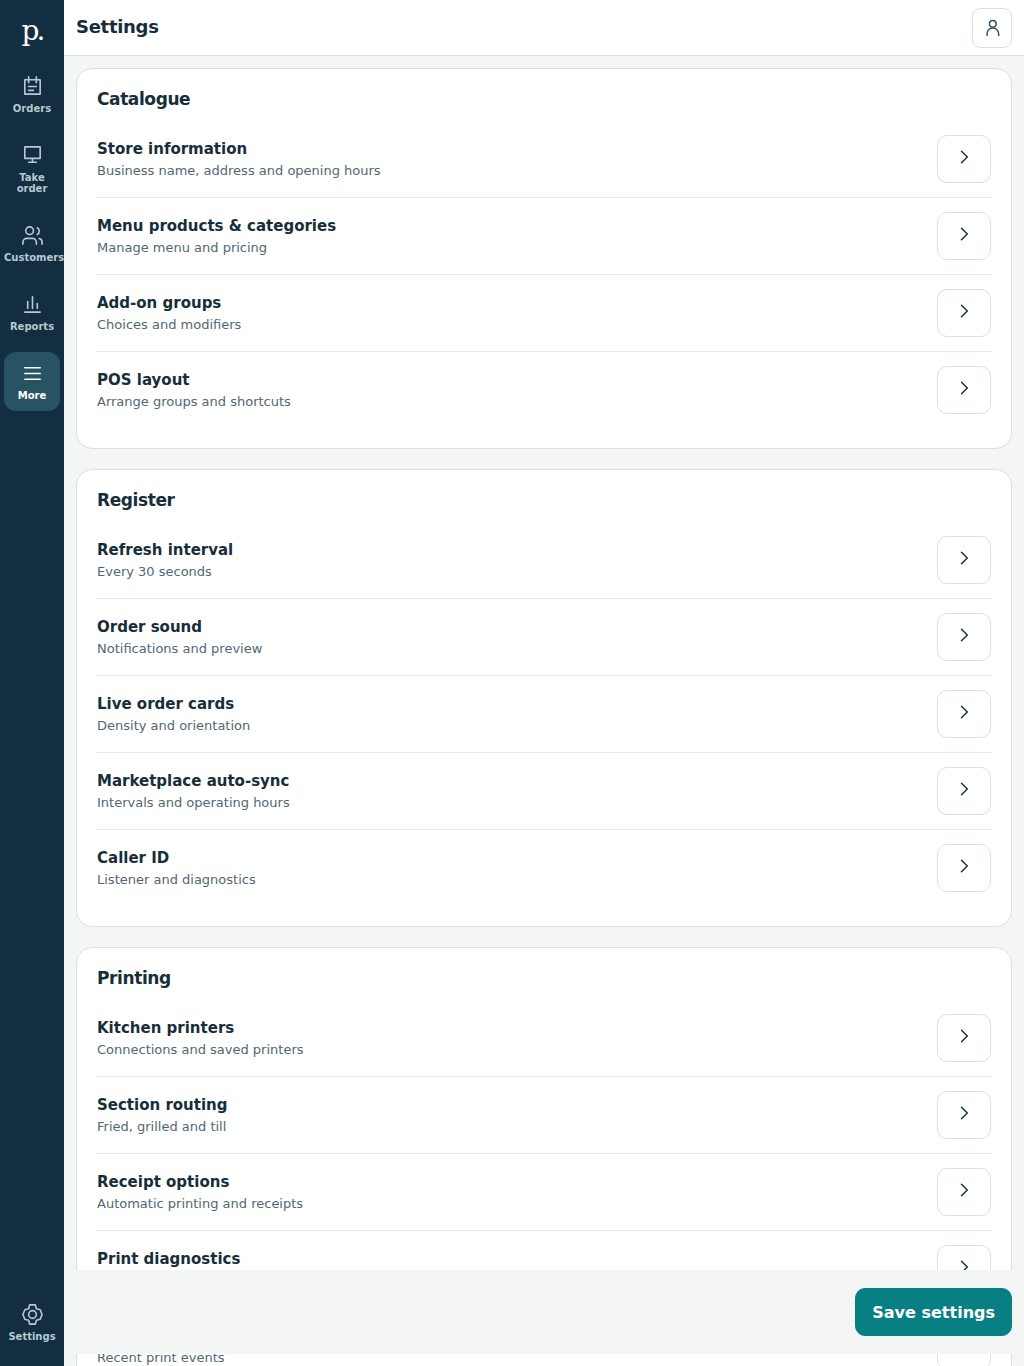 p.
Settings
Orders
Take
order
Customers
Reports
More
Settings
Catalogue
Store information
Business name, address and opening hours
Menu products & categories
Manage menu and pricing
Add-on groups
Choices and modifiers
POS layout
Arrange groups and shortcuts
Register
Refresh interval
Every 30 seconds
Order sound
Notifications and preview
Live order cards
Density and orientation
Marketplace auto-sync
Intervals and operating hours
Caller ID
Listener and diagnostics
Printing
Kitchen printers
Connections and saved printers
Section routing
Fried, grilled and till
Receipt options
Automatic printing and receipts
Print diagnostics
Save settings
Recent print events